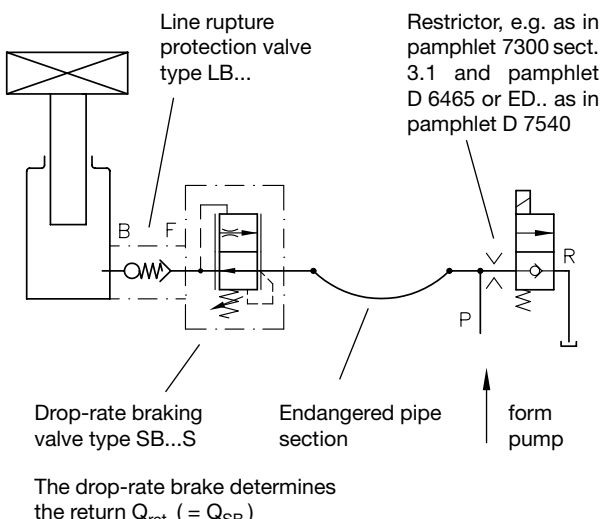 Line rupture
protection valve
type LB...
Restrictor, e.g. as in
pamphlet 7300 sect.
3.1 and pamphlet
D 6465 or ED.. as in
pamphlet D 7540
B
F
R
P
Drop-rate braking
valve type SB...S
Endangered pipe
section
form
pump
The drop-rate brake determines
the return Qret. ( = QSB)